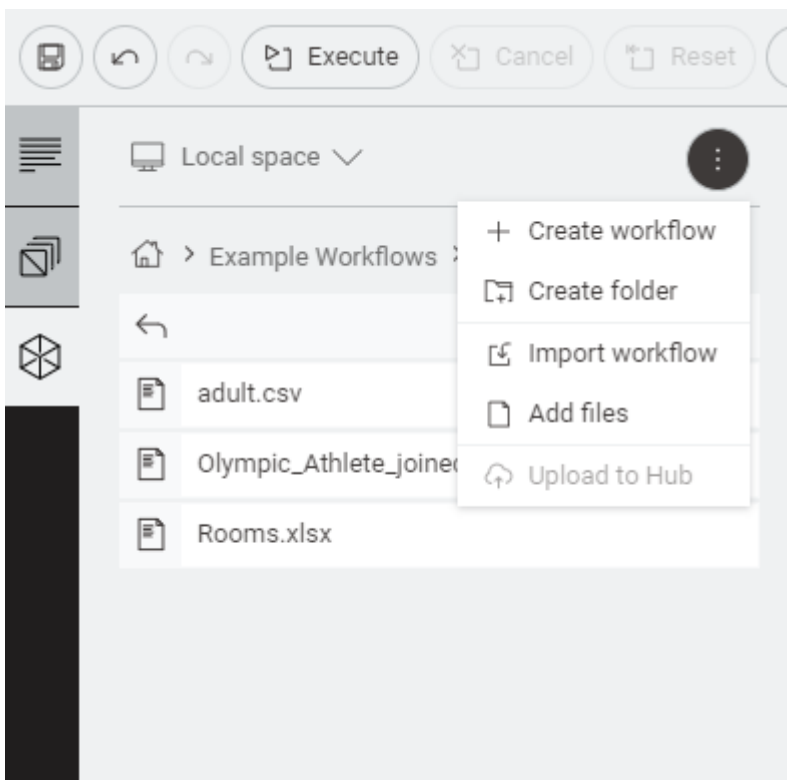 Execute Cancel Reset
Local space
Create workflow
> Example Workflows >
Create folder
Import workflow
adult.csv
Add files
Olympic_Athlete_joined
Upload to Hub
Rooms.xlsx